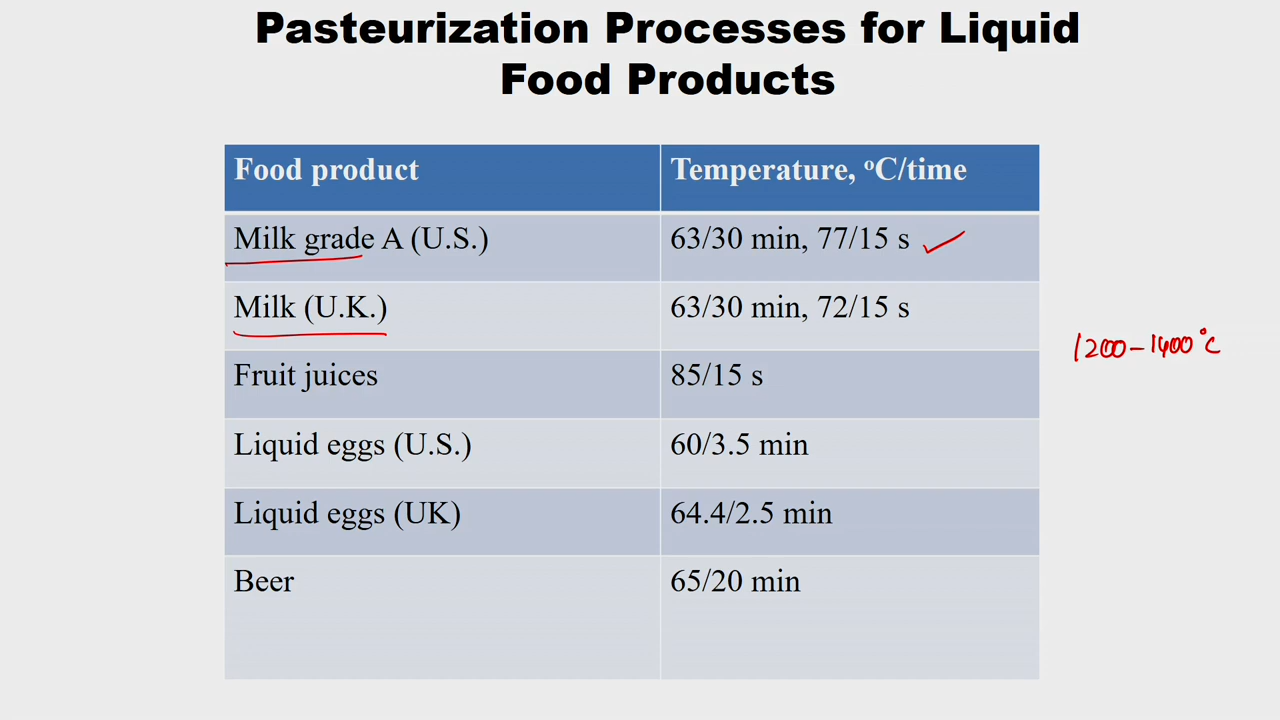 Pasteurization Processes for Liquid
Food Products
Food product
Temperature, °C/time
Milk grade A (U.S.)
63/30 min, 77/15 s
Milk (U.K.)
63/30 min, 72/15 s
1200-1400°C
Fruit juices
85/15 s
Liquid eggs (U.S.)
60/3.5 min
Liquid eggs (UK)
64.4/2.5 min
Beer
65/20 min